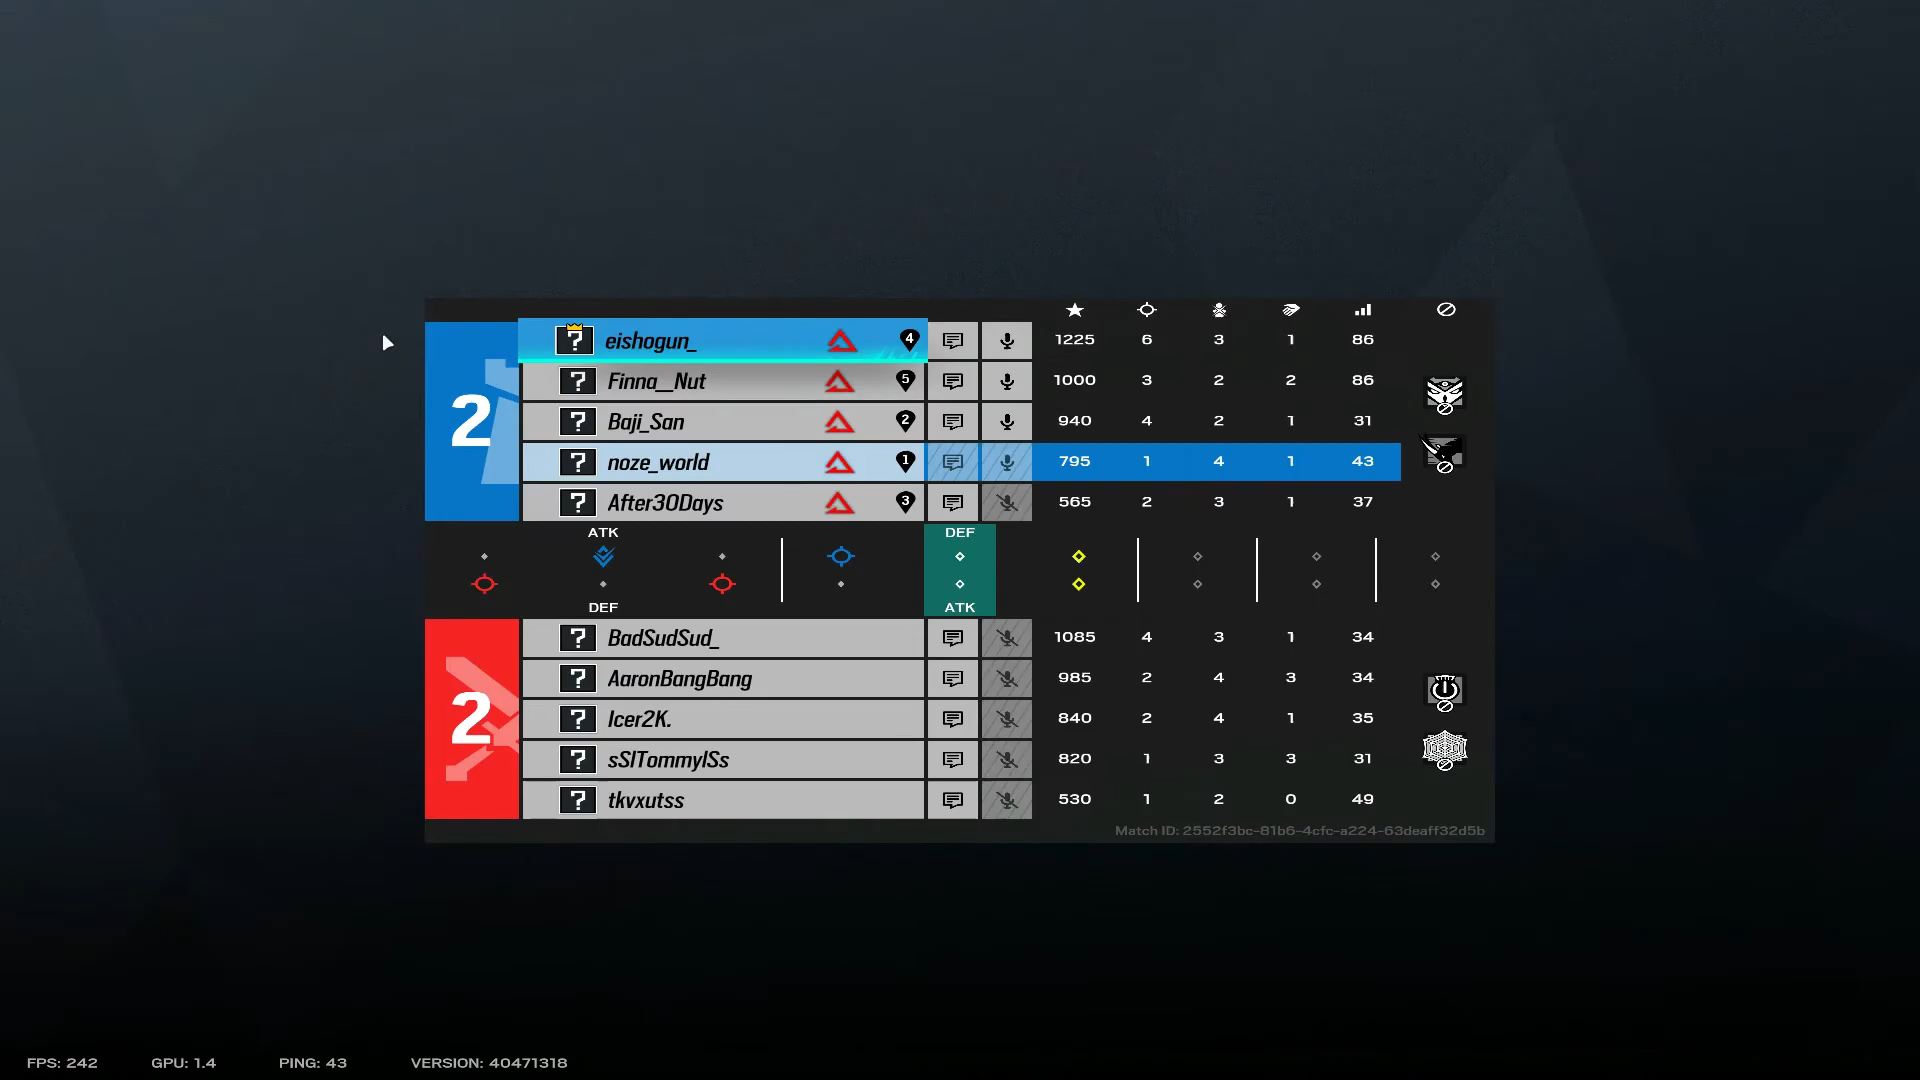 2
? eishogun_ 4 1225 6 3 1 86
? Finna__Nut 5 1000 3 2 2 86
? Baji_San 2 940 4 2 1 31
? noze_world 1 795 1 4 1 43
? After30Days 3 565 2 3 1 37
ATK DEF
DEF ATK
2
? BadSudSud_ 1085 4 3 1 34
? AaronBangBang 985 2 4 3 34
? Icer2K. 840 2 4 1 35
? sSlTommylSs 820 1 3 3 31
? tkvxutss 530 1 2 0 49
Match ID: 2552f3bc-81b6-4cfc-a224-63deaff32d5b
FPS: 242 GPU: 1.4 PING: 43 VERSION: 40471318